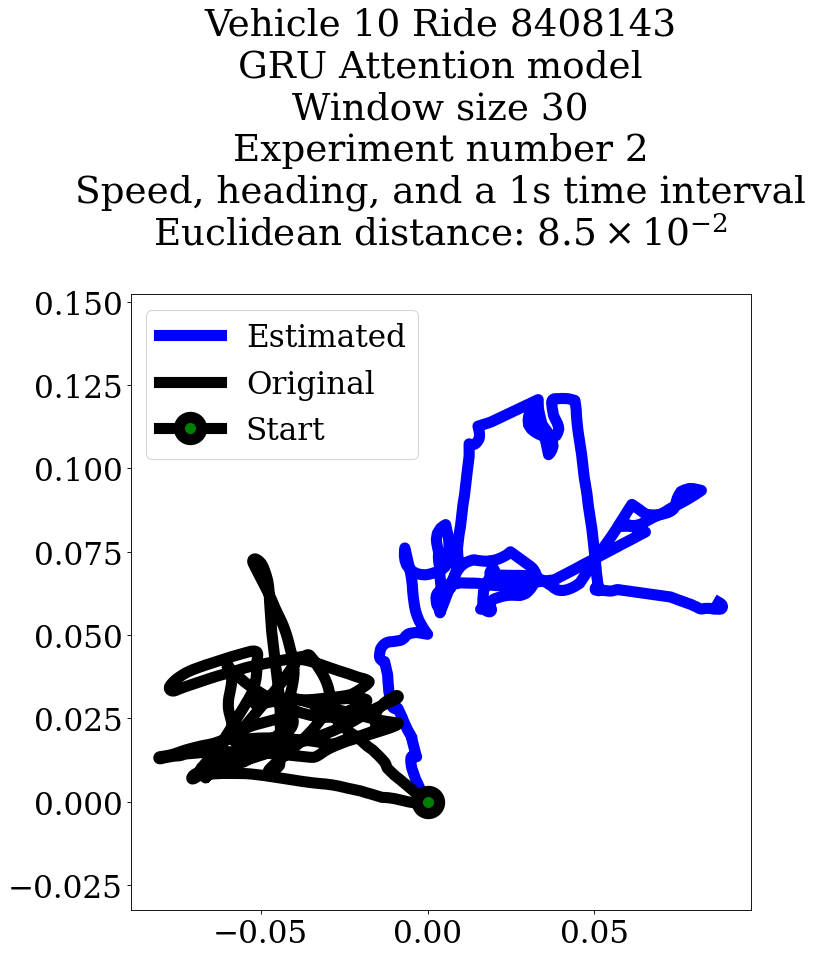 Vehicle 10 Ride 8408143
GRU Attention model
Window size 30
Experiment number 2
Speed, heading, and a 1s time interval
Euclidean distance: 8.5 × 10⁻²
0.150
0.125
0.100
0.075
0.050
0.025
0.000
−0.025
Estimated
Original
Start
−0.05 0.00 0.05